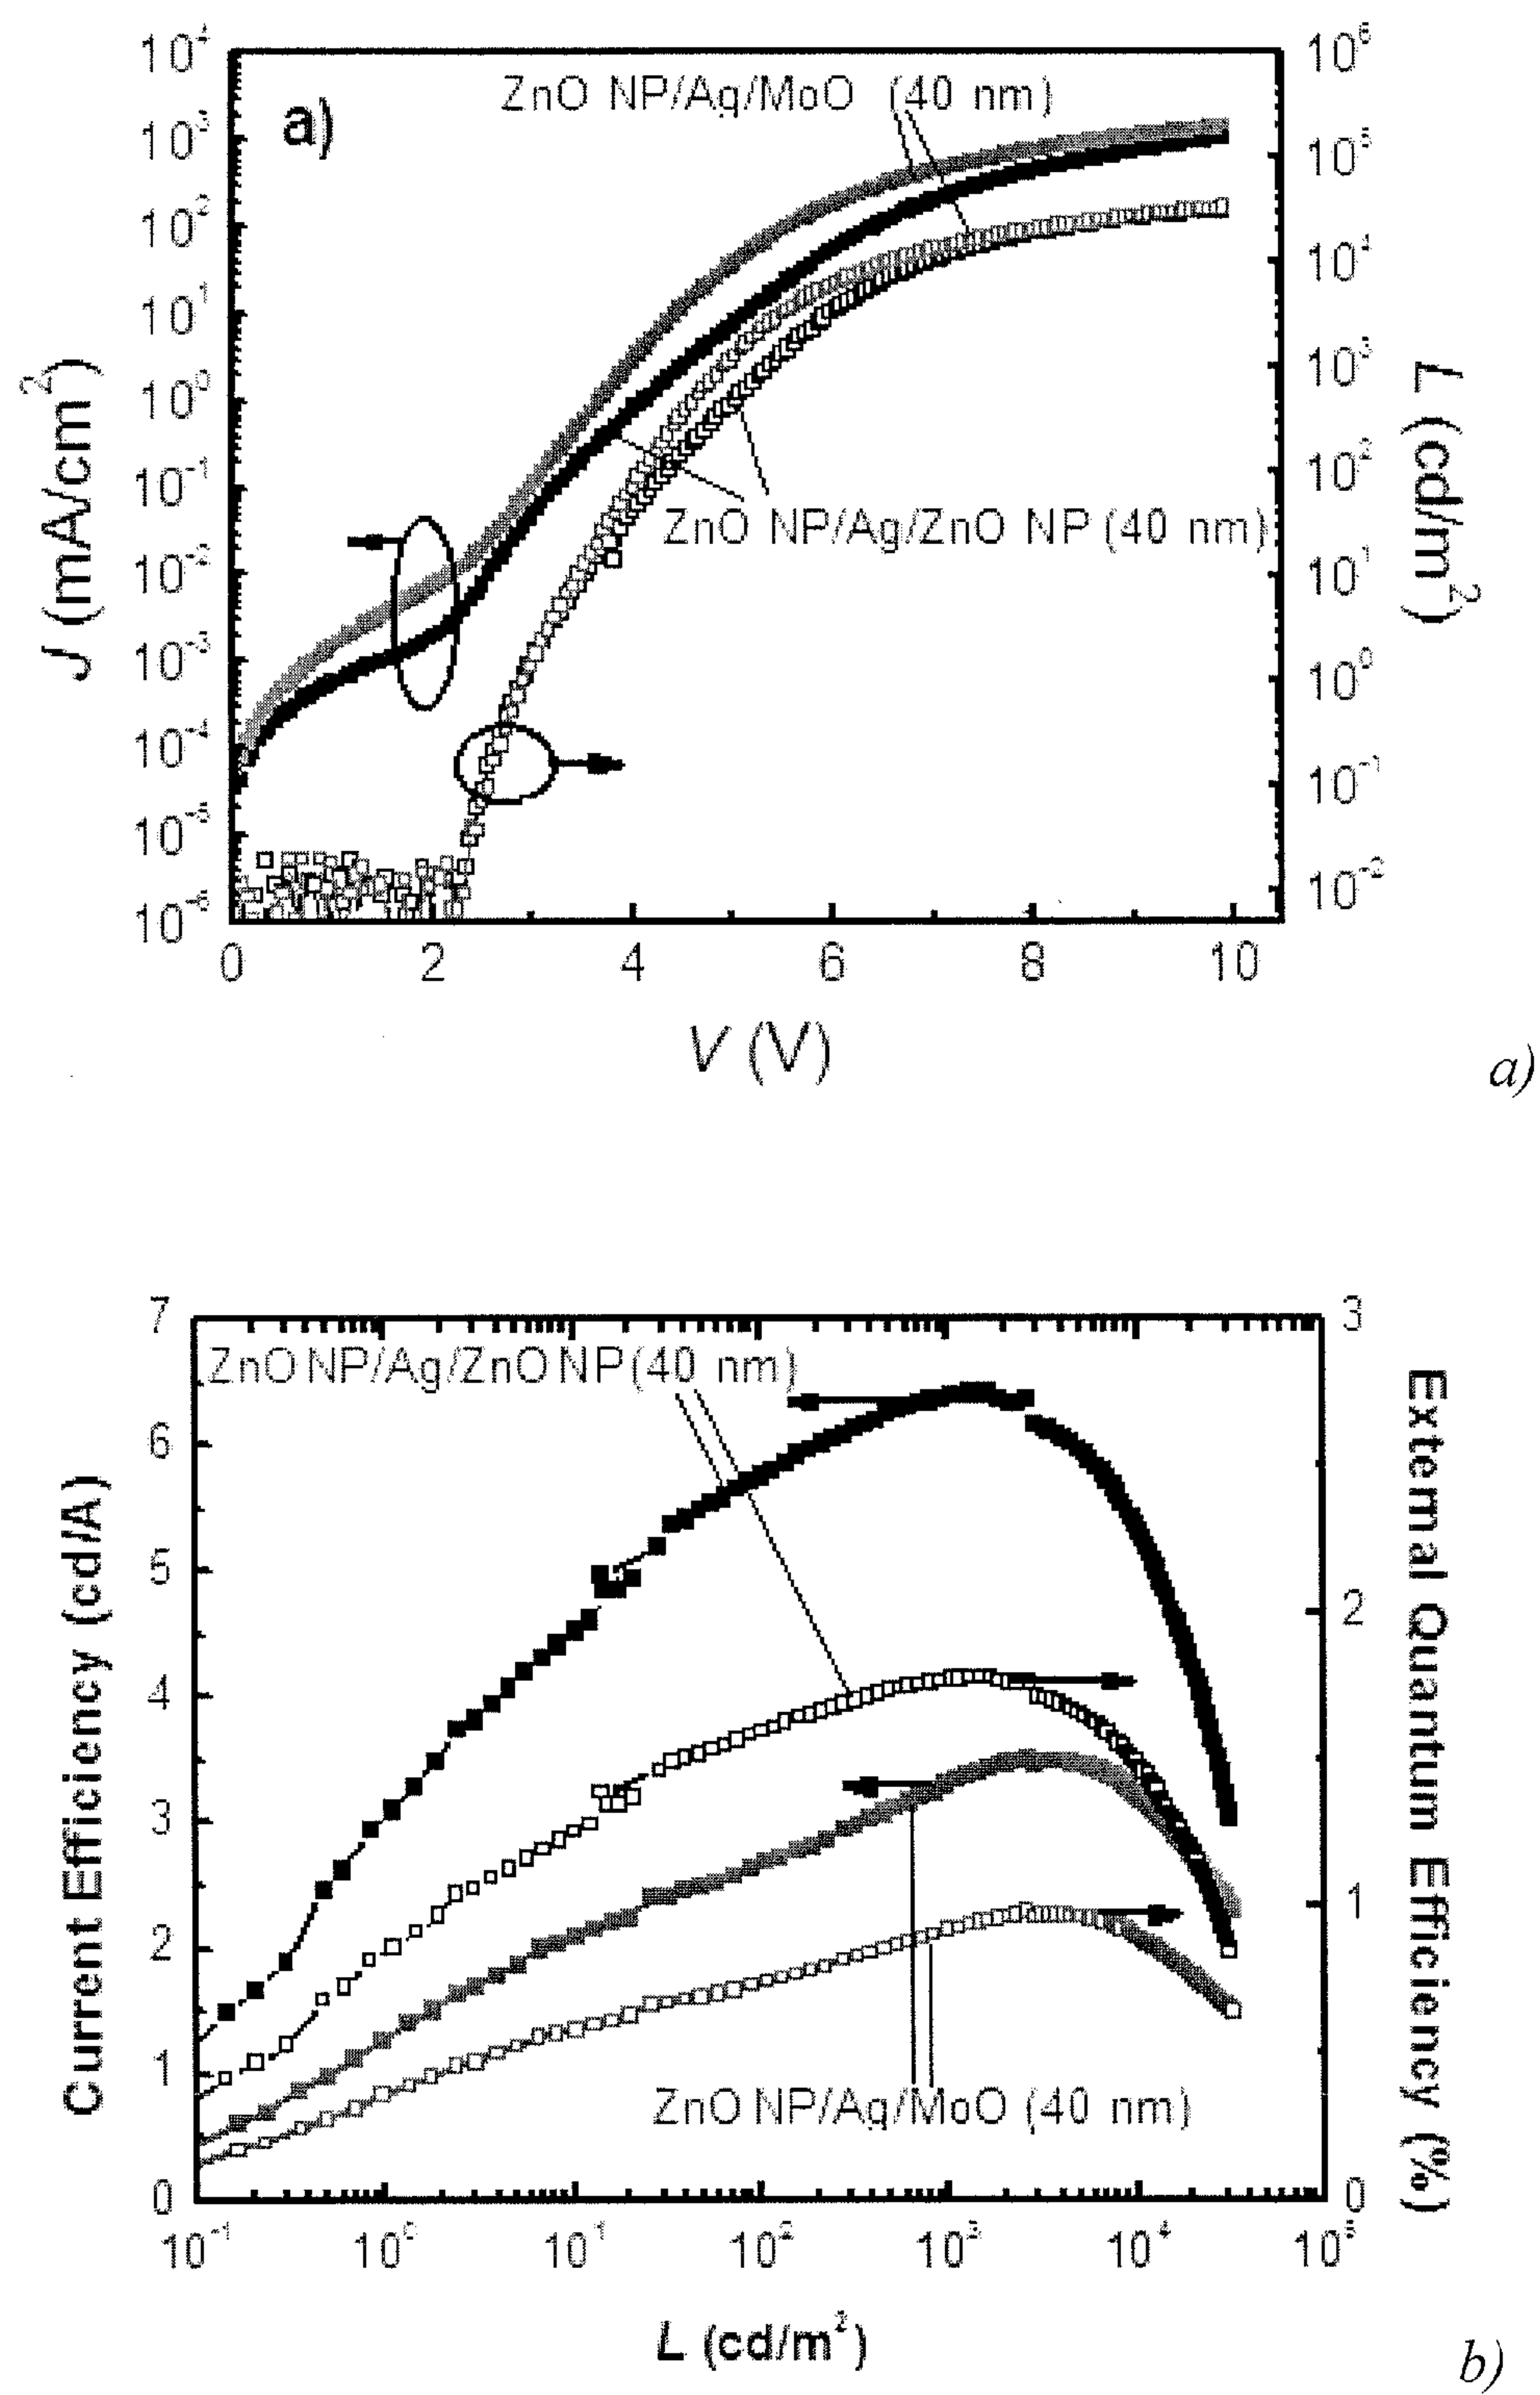 a)
ZnO NP/Ag/MoO (40 nm)
ZnO NP/Ag/ZnO NP (40 nm)
J (mA/cm²)
10⁴
10³
10²
10¹
10⁰
10⁻¹
10⁻²
10⁻³
10⁻⁴
10⁻⁵
10⁻⁶
L (cd/m²)
10⁶
10⁵
10⁴
10³
10²
10¹
10⁰
10⁻¹
10⁻²
0 2 4 6 8 10
V (V)
a)
ZnO NP/Ag/ZnO NP (40 nm)
ZnO NP/Ag/MoO (40 nm)
Current Efficiency (cd/A)
7
6
5
4
3
2
1
0
External Quantum Efficiency (%)
3
2
1
0
10⁻¹ 10⁰ 10¹ 10² 10³ 10⁴ 10⁵
L (cd/m²)
b)